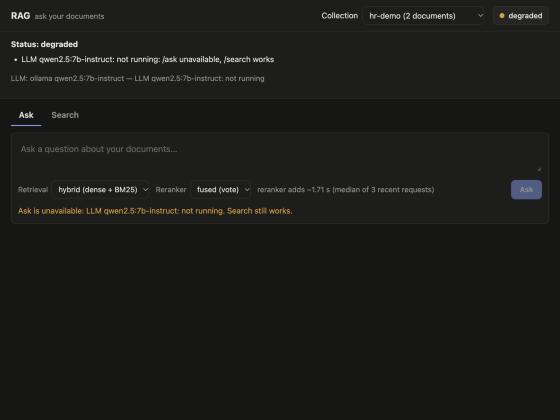 RAG ask your documents Collection hr-demo (2 documents) degraded
Status: degraded
• LLM qwen2.5:7b-instruct: not running: /ask unavailable, /search works
LLM: ollama qwen2.5:7b-instruct — LLM qwen2.5:7b-instruct: not running
Ask Search
Ask a question about your documents...
Retrieval hybrid (dense + BM25) Reranker fused (vote) reranker adds ~1.71 s (median of 3 recent requests) Ask
Ask is unavailable: LLM qwen2.5:7b-instruct: not running. Search still works.